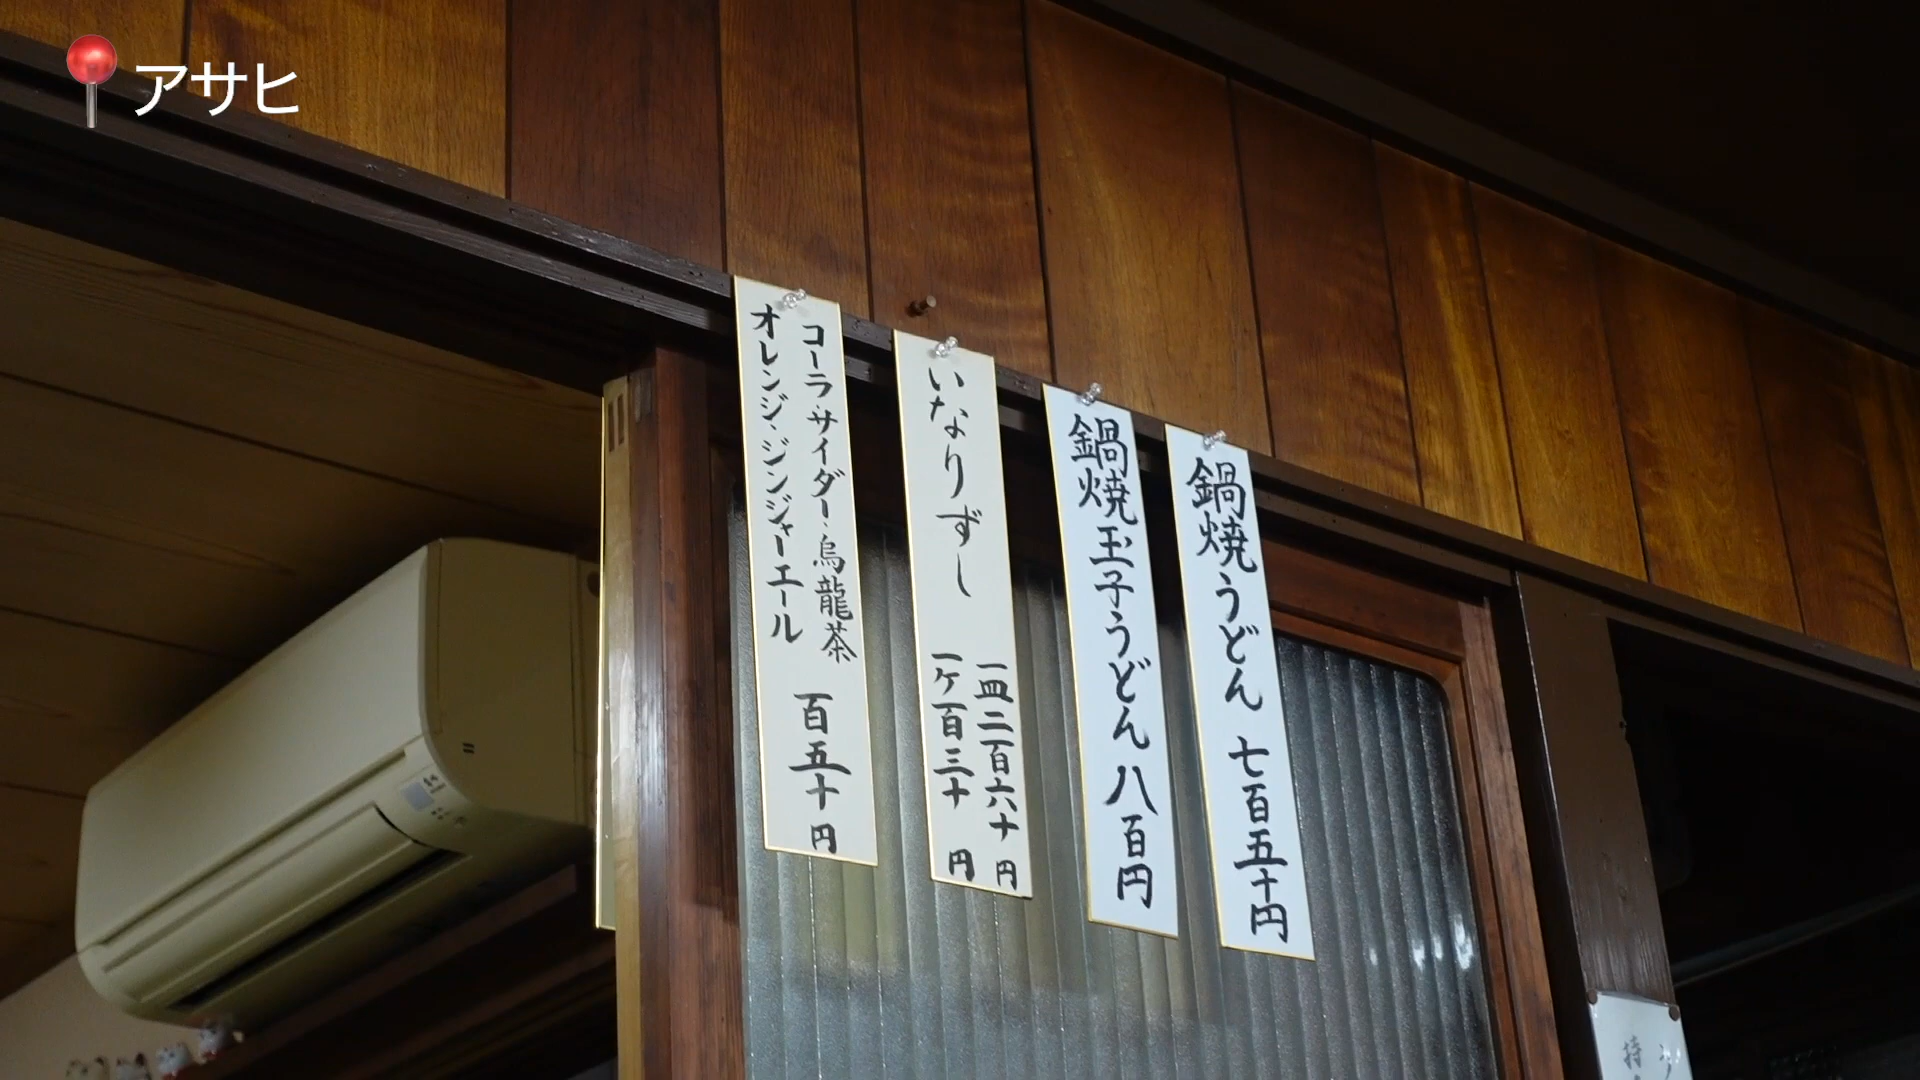 アサヒ
鍋焼うどん 七百五十円
鍋焼玉子うどん 八百円
いなりずし
一皿二百六十円
一ヶ百三十円
コーラ・サイダー・烏龍茶
オレンジ・ジンジャーエール
百五十円
持